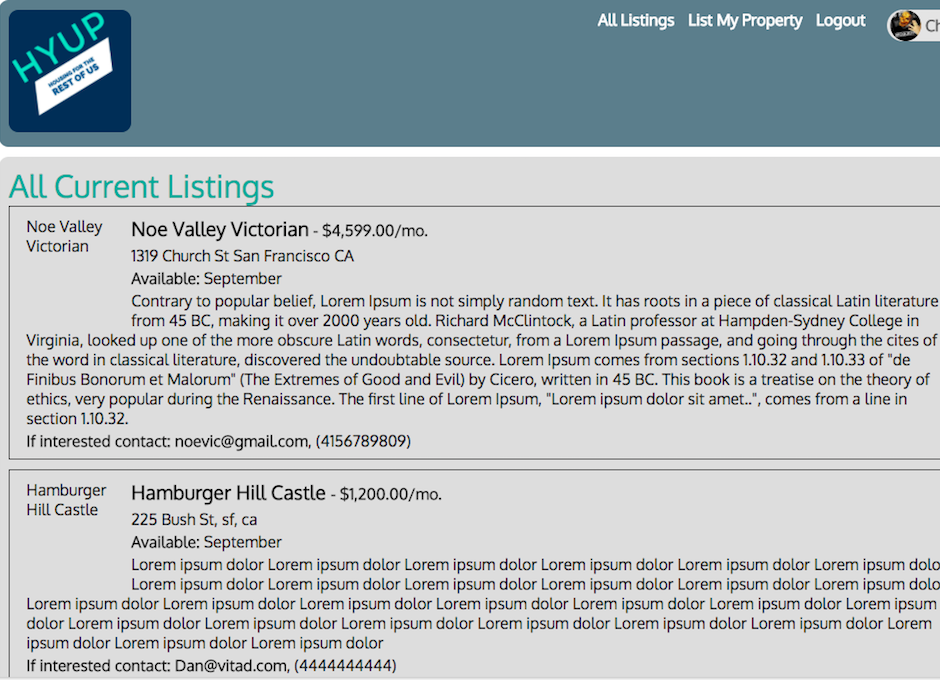 HYUP
HOUSING FOR THE
REST OF US
All Listings List My Property Logout
Ch
All Current Listings
Noe Valley
Victorian
Noe Valley Victorian - $4,599.00/mo.
1319 Church St San Francisco CA
Available: September
Contrary to popular belief, Lorem Ipsum is not simply random text. It has roots in a piece of classical Latin literature
from 45 BC, making it over 2000 years old. Richard McClintock, a Latin professor at Hampden-Sydney College in
Virginia, looked up one of the more obscure Latin words, consectetur, from a Lorem Ipsum passage, and going through the cites of
the word in classical literature, discovered the undoubtable source. Lorem Ipsum comes from sections 1.10.32 and 1.10.33 of "de
Finibus Bonorum et Malorum" (The Extremes of Good and Evil) by Cicero, written in 45 BC. This book is a treatise on the theory of
ethics, very popular during the Renaissance. The first line of Lorem Ipsum, "Lorem ipsum dolor sit amet..", comes from a line in
section 1.10.32.
If interested contact: noevic@gmail.com, (4156789809)
Hamburger
Hill Castle
Hamburger Hill Castle - $1,200.00/mo.
225 Bush St, sf, ca
Available: September
Lorem ipsum dolor Lorem ipsum dolor Lorem ipsum dolor Lorem ipsum dolor Lorem ipsum dolor Lorem ipsum dolo
Lorem ipsum dolor Lorem ipsum dolor Lorem ipsum dolor Lorem ipsum dolor Lorem ipsum dolor Lorem ipsum dolo
Lorem ipsum dolor Lorem ipsum dolor Lorem ipsum dolor Lorem ipsum dolor Lorem ipsum dolor Lorem ipsum dolor Lorem ipsum
dolor Lorem ipsum dolor Lorem ipsum dolor Lorem ipsum dolor Lorem ipsum dolor Lorem ipsum dolor Lorem ipsum dolor Lorem
ipsum dolor Lorem ipsum dolor Lorem ipsum dolor
If interested contact: Dan@vitad.com, (4444444444)